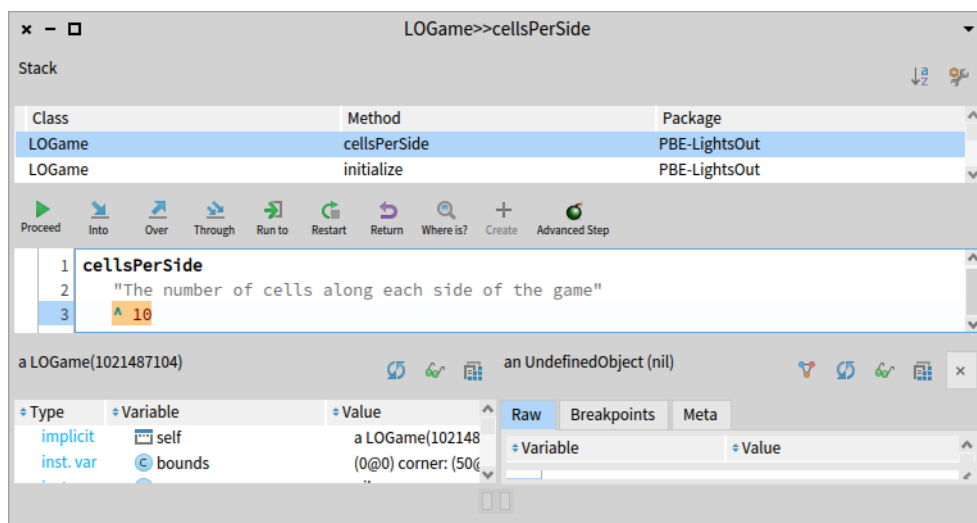 LOGame>>cellsPerSide
Stack
Class Method Package
LOGame cellsPerSide PBE-LightsOut
LOGame initialize PBE-LightsOut
Proceed Into Over Through Run to Restart Return Where is? Create Advanced Step
1 cellsPerSide
2 "The number of cells along each side of the game"
3 ^ 10
a LOGame(1021487104) an UndefinedObject (nil)
Type Variable Value Raw Breakpoints Meta
implicit self a LOGame(102148 Variable Value
inst. var bounds (0@0) corner: (50@